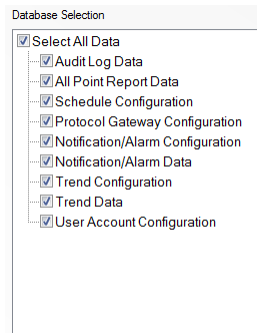 Database Selection
Select All Data
Audit Log Data
All Point Report Data
Schedule Configuration
Protocol Gateway Configuration
Notification/Alarm Configuration
Notification/Alarm Data
Trend Configuration
Trend Data
User Account Configuration